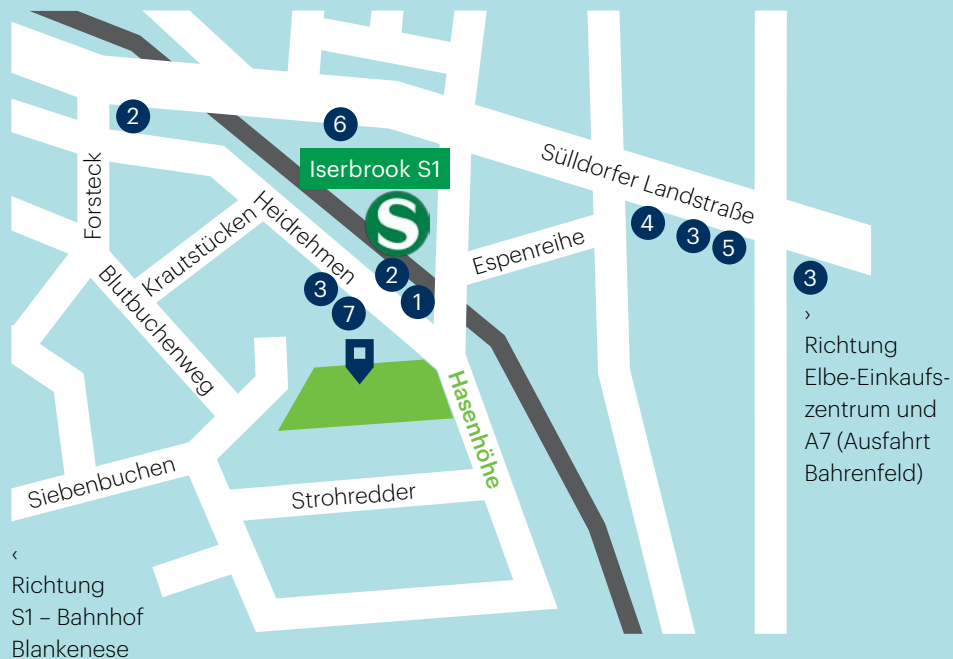 2
6
Iserbrook S1
S
Sülldorfer Landstraße
Forsteck
Heidrehmen
Krautstücken
4
3
5
Espenreihe
2
3
1
7
3
Blutbuchenweg
›
Richtung
Elbe-Einkaufs-
zentrum und
A7 (Ausfahrt
Bahrenfeld)
Hasenhöhe
Siebenbuchen
Strohredder
‹
Richtung
S1 – Bahnhof
Blankenese